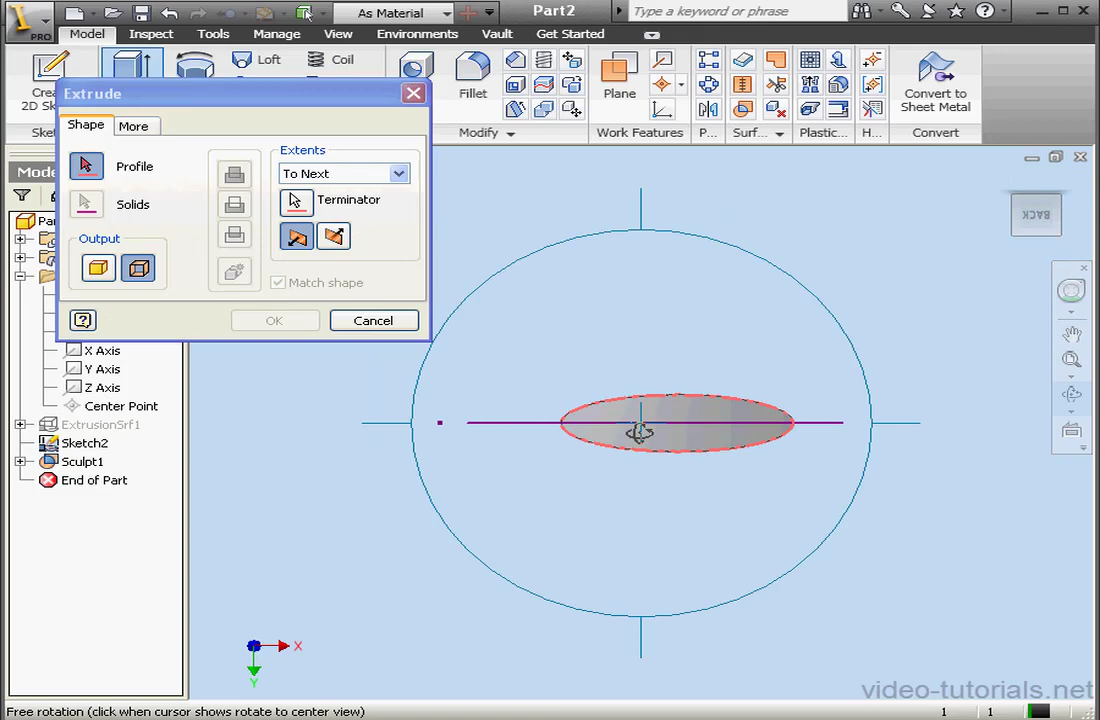 As Material
Part2
Type a keyword or phrase
PRO
Model
Inspect
Tools
Manage
View
Environments
Vault
Get Started
Loft
Coil
Fillet
Plane
Convert to
Sheet Metal
Modify
Work Features
P...
Surf...
Plastic...
H...
Convert
Extrude
Shape
More
Profile
Solids
Output
Extents
To Next
Terminator
Match shape
OK
Cancel
X Axis
Y Axis
Z Axis
Center Point
ExtrusionSrf1
Sketch2
Sculpt1
End of Part
BACK
X
Y
video-tutorials.net
Free rotation (click when cursor shows rotate to center view)
1
1